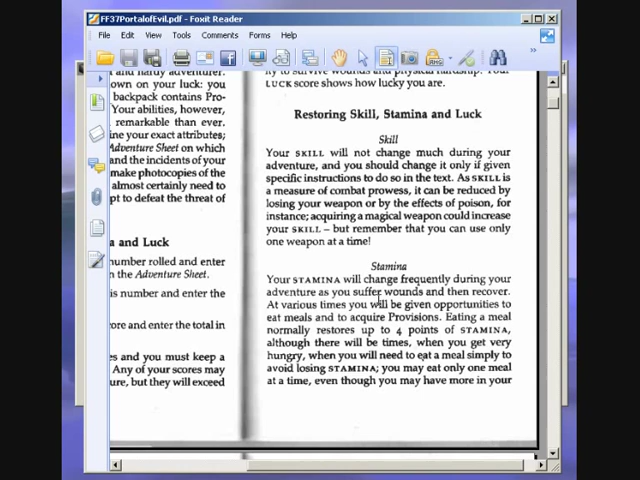 FF37PortalofEvil.pdf - Foxit Reader
File Edit View Tools Comments Forms Help
t and hardy adventurer.
own on your luck: you
backpack contains Pro-
Your abilities, however,
remarkable than ever.
ine your exact attributes;
Adventure Sheet on which
and the incidents of your
make photocopies of the
almost certainly need to
pt to defeat the threat of
a and Luck
number rolled and enter
n the Adventure Sheet.
is number and enter the
core and enter the total in
es and you must keep a
Any of your scores may
ure, but they will exceed
ity to survive wounds and physical hardship. Your
LUCK score shows how lucky you are.
Restoring Skill, Stamina and Luck
Skill
Your SKILL will not change much during your
adventure, and you should change it only if given
specific instructions to do so in the text. As SKILL is
a measure of combat prowess, it can be reduced by
losing your weapon or by the effects of poison, for
instance; acquiring a magical weapon could increase
your SKILL – but remember that you can use only
one weapon at a time!
Stamina
Your STAMINA will change frequently during your
adventure as you suffer wounds and then recover.
At various times you will be given opportunities to
eat meals and to acquire Provisions. Eating a meal
normally restores up to 4 points of STAMINA,
although there will be times, when you get very
hungry, when you will need to eat a meal simply to
avoid losing STAMINA; you may eat only one meal
at a time, even though you may have more in your